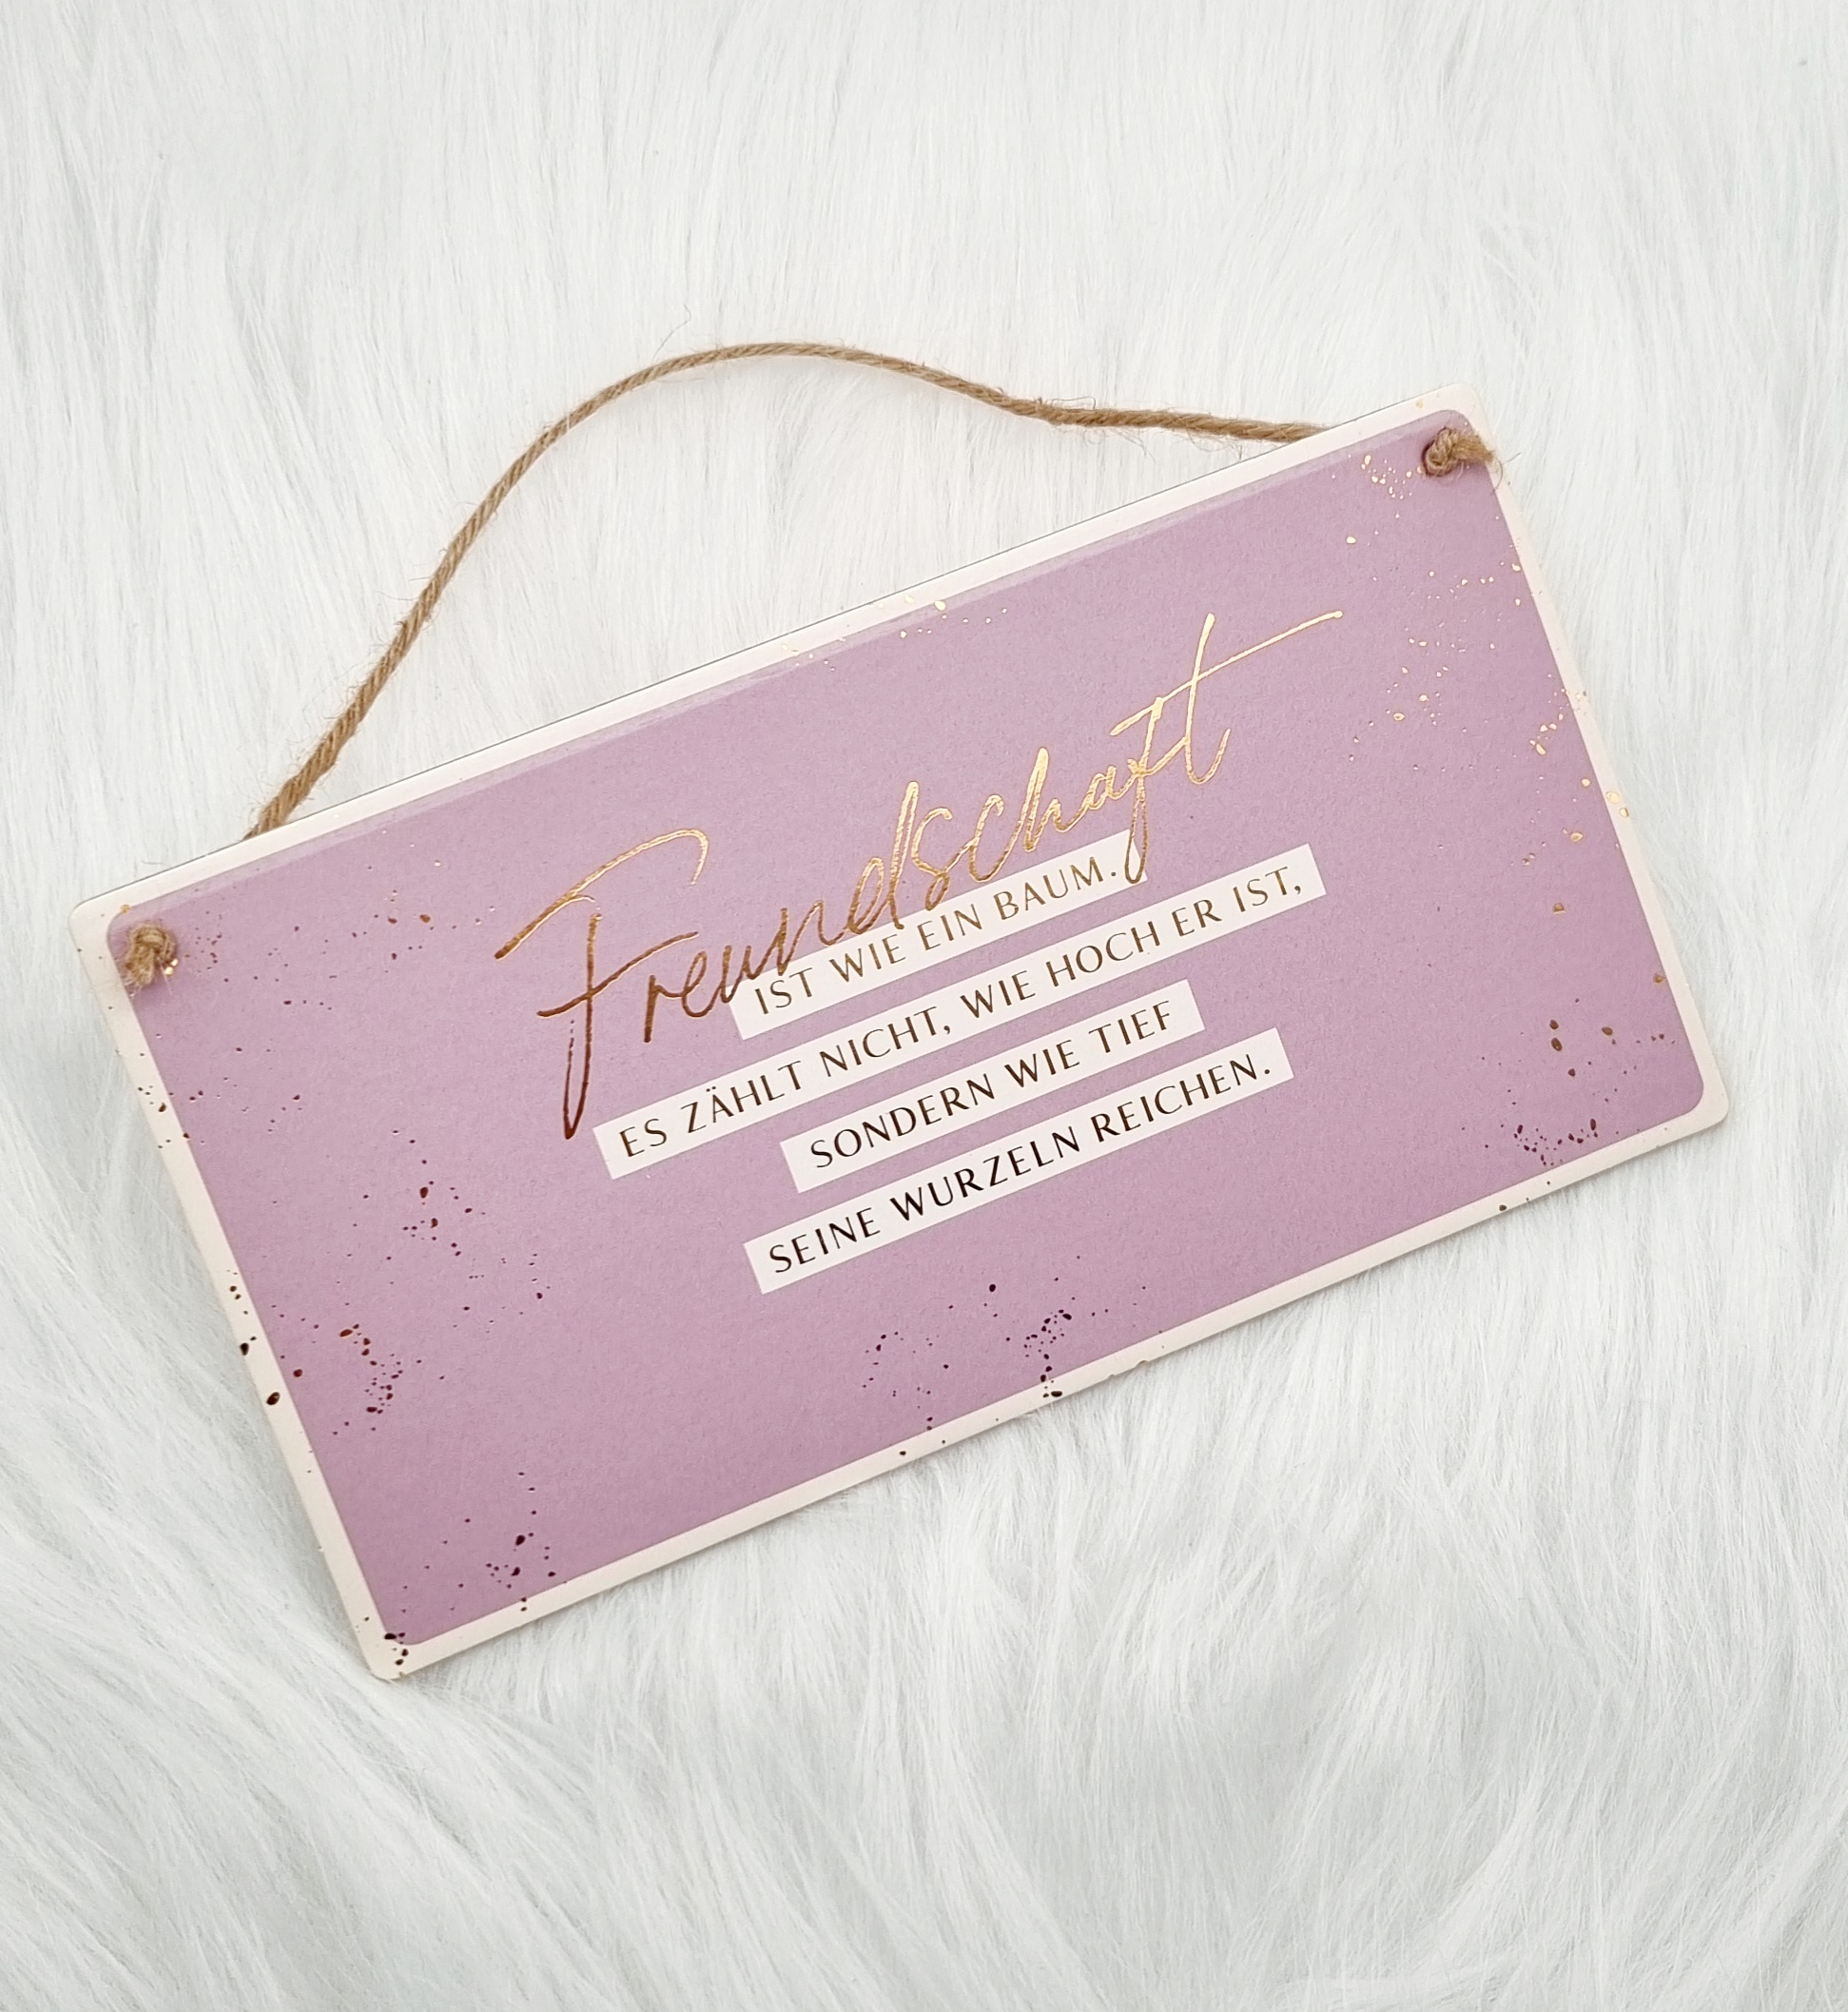 Freundschaft
IST WIE EIN BAUM.
ES ZÄHLT NICHT, WIE HOCH ER IST,
SONDERN WIE TIEF
SEINE WURZELN REICHEN.